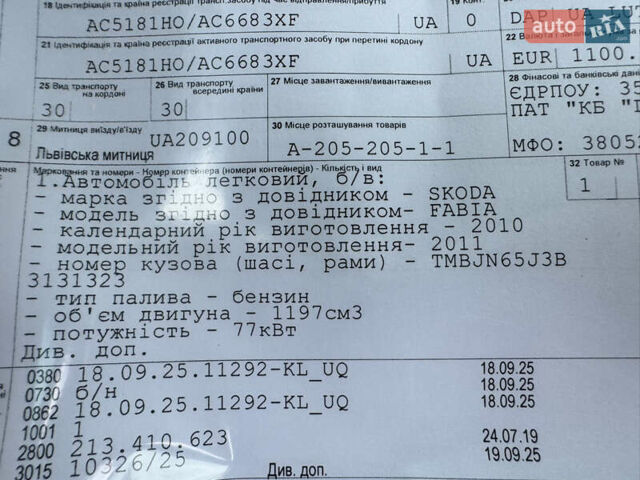 18 Ідентифікація та країна реєстрації трансп.засобу під час відправлення/прибуття
19 Конт.
AC5181HO/AC6683XF
UA
0
DAP UA
21 Ідентифікація та країна реєстрації активного транспортного засобу при перетині кордону
22 Валюта
AC5181HO/AC6683XF
UA
EUR 1100.
auto RIA
25 Вид транспорту на кордоні
26 Вид транспорту всередині країни
27 Місце завантаження/вивантаження
28 Фінансові та банківські
30
30
ЄДРПОУ: 35
ПАТ "КБ "
29 Митниця виїзду/в'їзду
UA209100
30 Місце розташування товарів
8
Львівська митниця
A-205-205-1-1
МФО: 38052
Маркування та номери - Номер контейнера (номери контейнерів) - Кількість і вид
32 Товар №
1
1.Автомобіль легковий, б/в:
- марка згідно з довідником - SKODA
- модель згідно з довідником- FABIA
- календарний рік виготовлення - 2010
- модельний рік виготовлення- 2011
- номер кузова (шасі, рами) - TMBJN65J3B
3131323
- тип палива - бензин
- об'єм двигуна - 1197см3
- потужність - 77кВт
Див. доп.
0380 18.09.25.11292-KL_UQ 18.09.25
0730 б/н 18.09.25
0862 18.09.25.11292-KL_UQ 18.09.25
1001 1
2800 213.410.623 24.07.19
3015 10326/25 19.09.25
Див. доп.